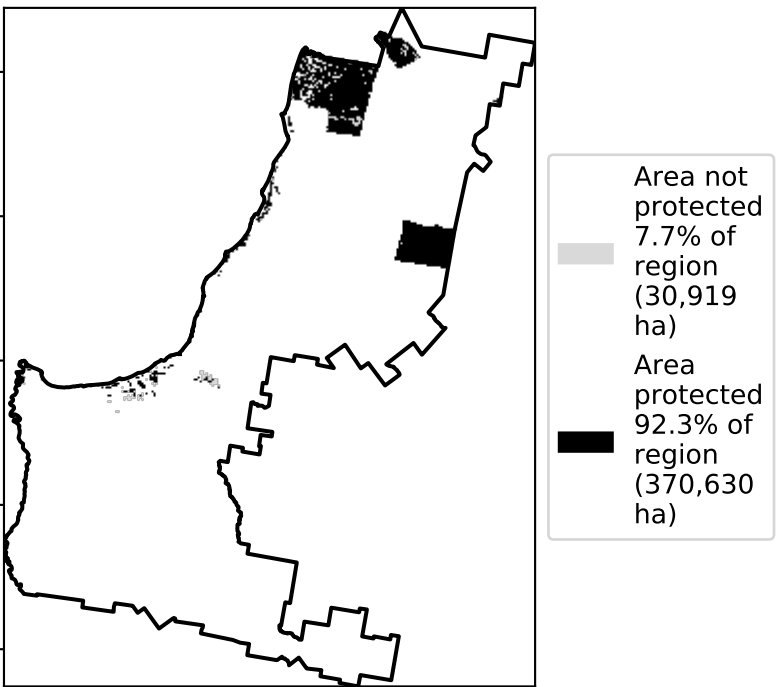 Area not
protected
7.7% of
region
(30,919
ha)
Area
protected
92.3% of
region
(370,630
ha)